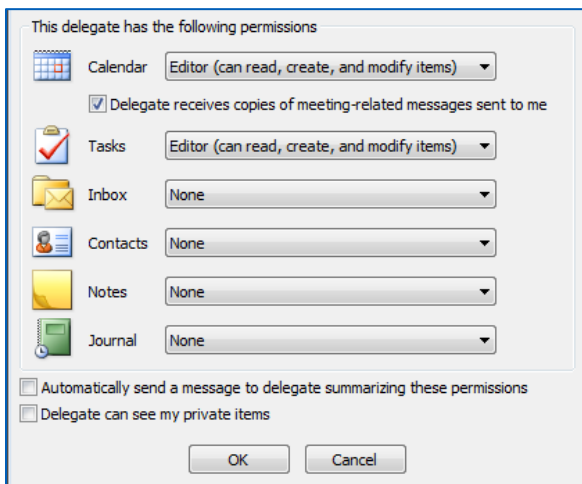 This delegate has the following permissions
Calendar Editor (can read, create, and modify items)
Delegate receives copies of meeting-related messages sent to me
Tasks Editor (can read, create, and modify items)
Inbox None
Contacts None
Notes None
Journal None
Automatically send a message to delegate summarizing these permissions
Delegate can see my private items
OK Cancel